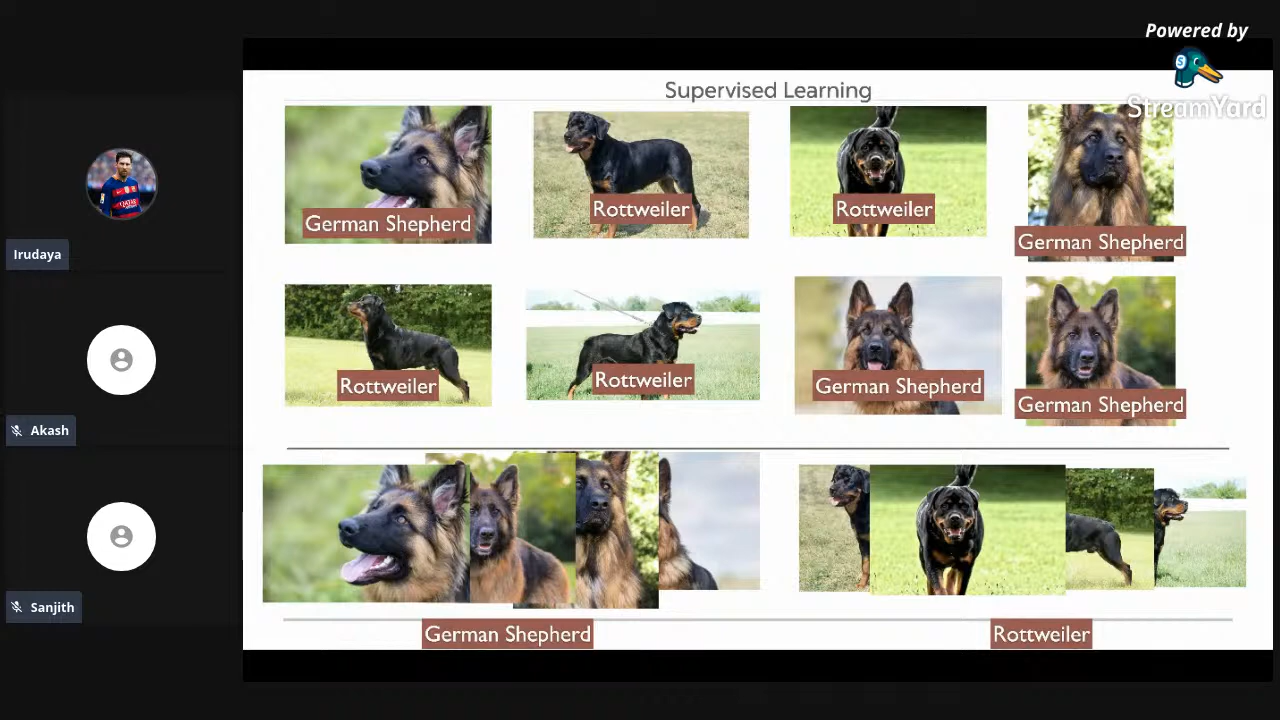 Powered by
StreamYard
Supervised Learning
German Shepherd
Rottweiler
Rottweiler
German Shepherd
Rottweiler
Rottweiler
German Shepherd
German Shepherd
German Shepherd
Rottweiler
Irudaya
Akash
Sanjith